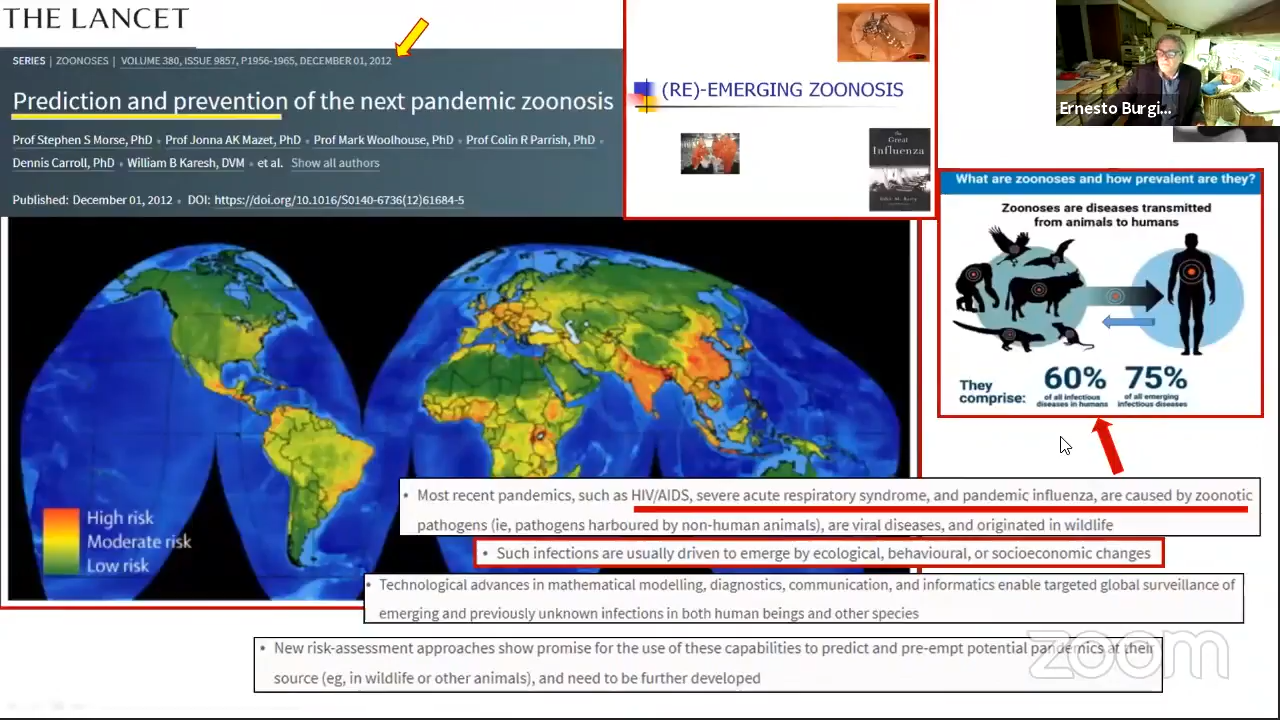 THE LANCET
SERIES | ZOONOSES | VOLUME 380, ISSUE 9857, P1956-1965, DECEMBER 01, 2012
Prediction and prevention of the next pandemic zoonosis
Prof Stephen S Morse, PhD • Prof Jonna AK Mazet, PhD • Prof Mark Woolhouse, PhD • Prof Colin R Parrish, PhD •
Dennis Carroll, PhD • William B Karesh, DVM • et al. Show all authors
Published: December 01, 2012 • DOI: https://doi.org/10.1016/S0140-6736(12)61684-5
(RE)-EMERGING ZOONOSIS
the
Great
Influenza
John M. Barry
Ernesto Burgi...
What are zoonoses and how prevalent are they?
Zoonoses are diseases transmitted
from animals to humans
They
comprise:
60%
of all infectious
diseases in humans
75%
of all emerging
infectious diseases
High risk
Moderate risk
Low risk
• Most recent pandemics, such as HIV/AIDS, severe acute respiratory syndrome, and pandemic influenza, are caused by zoonotic
pathogens (ie, pathogens harboured by non-human animals), are viral diseases, and originated in wildlife
• Such infections are usually driven to emerge by ecological, behavioural, or socioeconomic changes
• Technological advances in mathematical modelling, diagnostics, communication, and informatics enable targeted global surveillance of
emerging and previously unknown infections in both human beings and other species
• New risk-assessment approaches show promise for the use of these capabilities to predict and pre-empt potential pandemics at their
source (eg, in wildlife or other animals), and need to be further developed
zoom